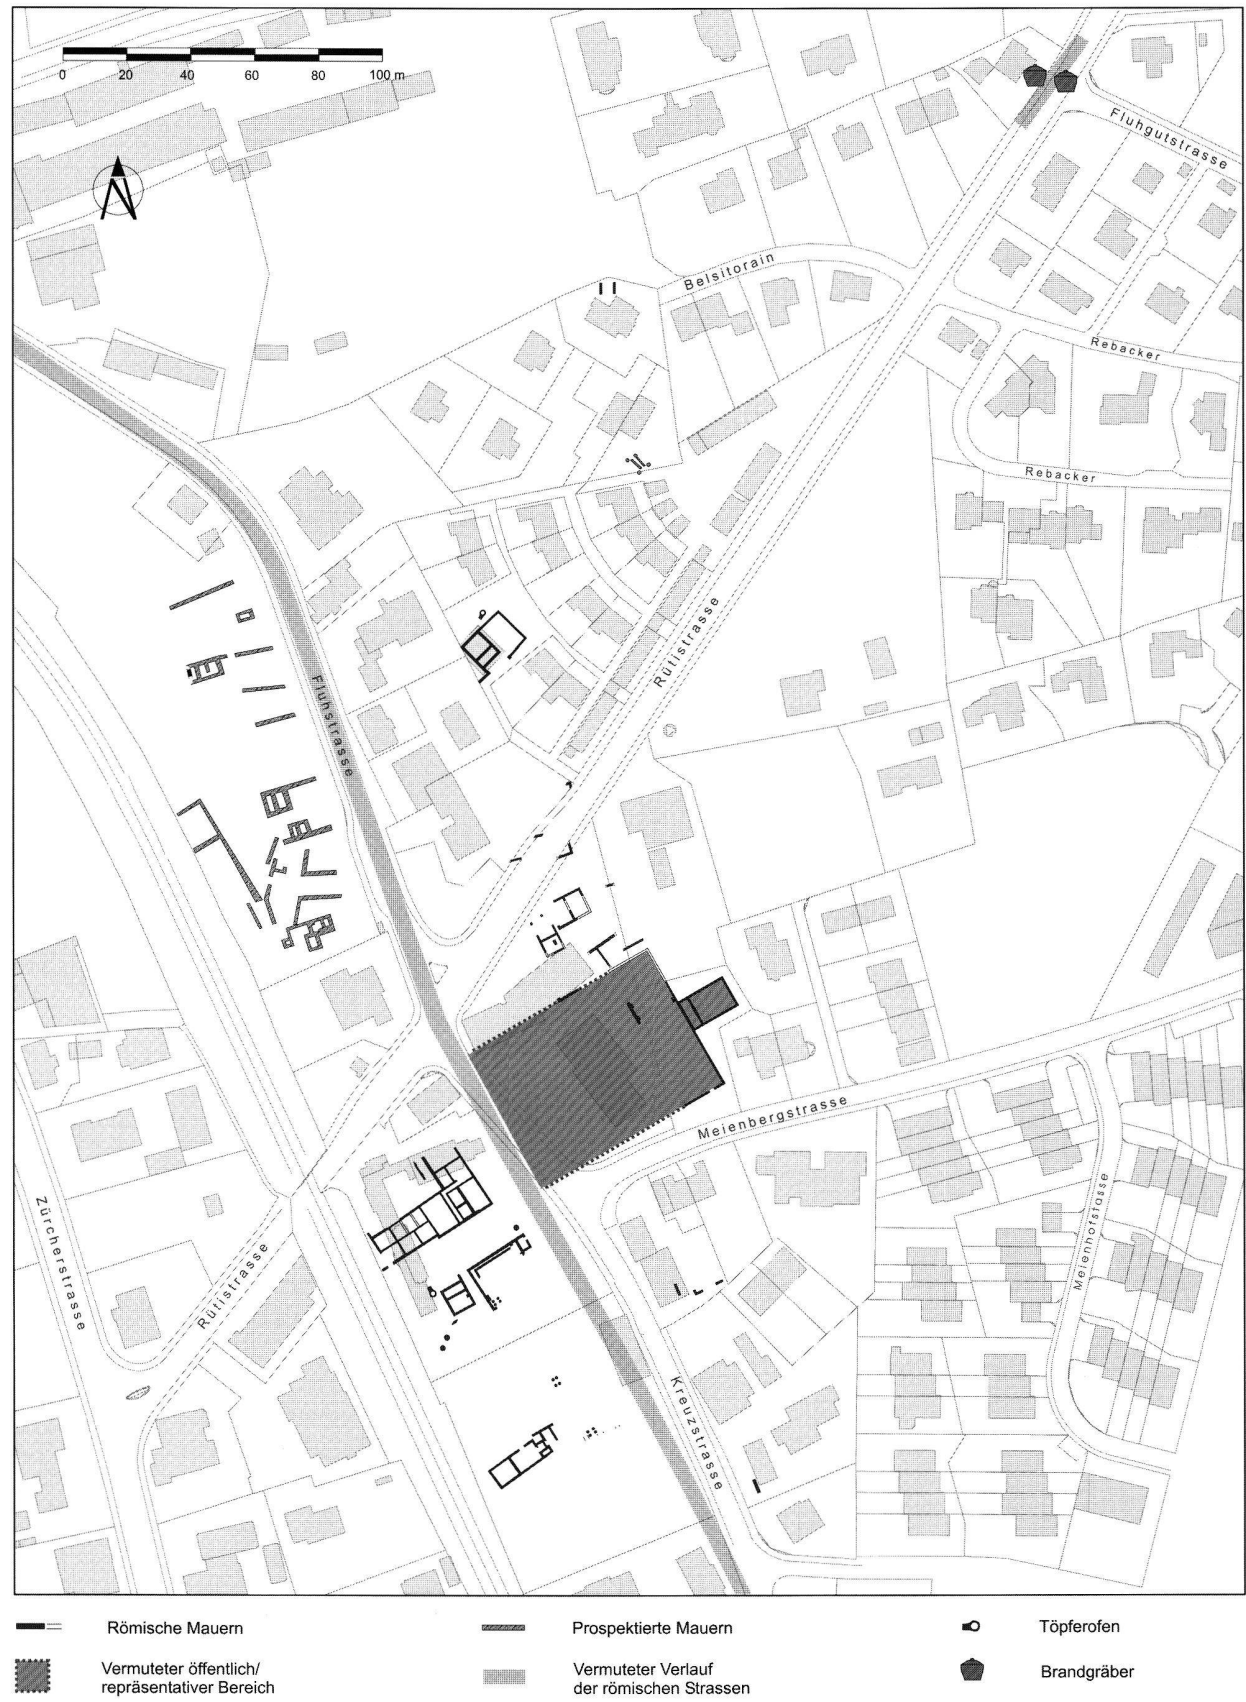 0 20 40 60 80 100 m
N
Fluhgutstrasse
Belsitorain
Rebacker
Rebacker
Rütistrasse
Fluhstrasse
Meienbergstrasse
Meienhofstasse
Zürcherstrasse
Rütistrasse
Kreuzstrasse
Römische Mauern
Prospektierte Mauern
Töpferofen
Vermuteter öffentlich/
repräsentativer Bereich
Vermuteter Verlauf
der römischen Strassen
Brandgräber